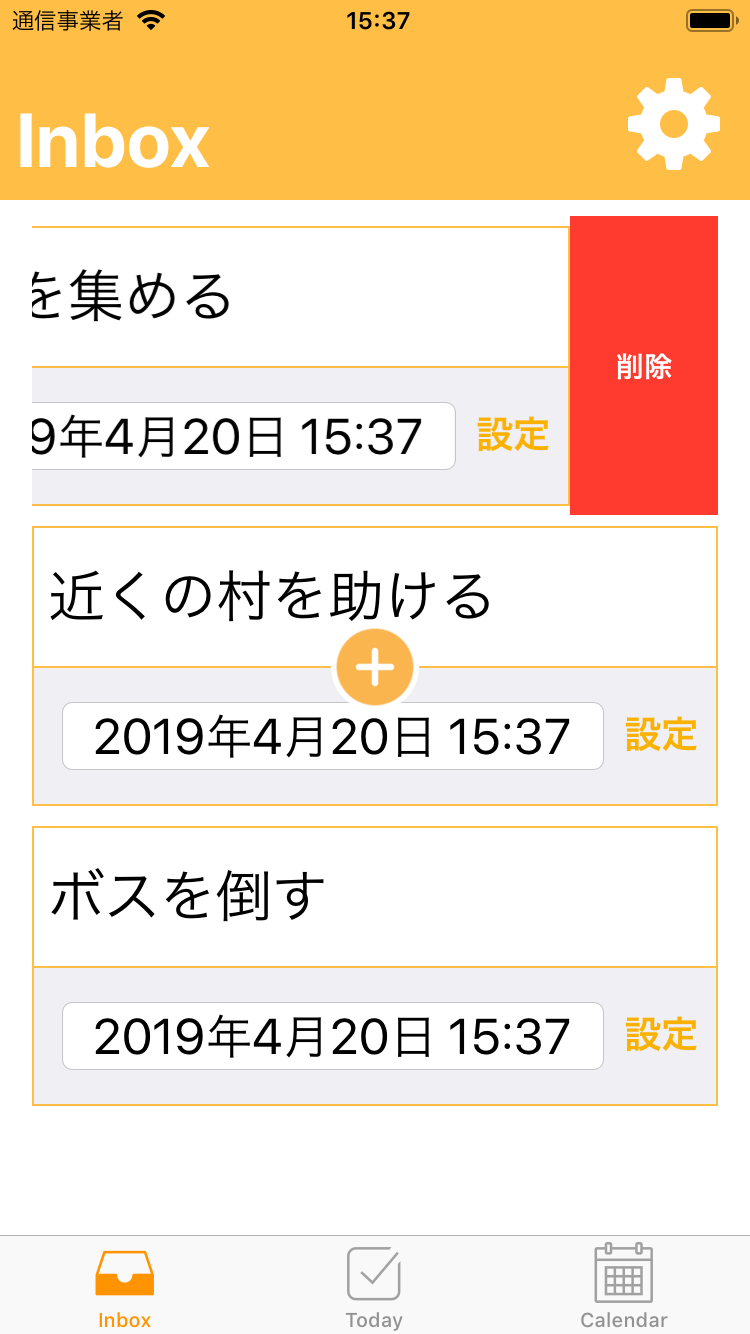 通信事業者 15:37
Inbox
を集める
削除
9年4月20日 15:37 設定
近くの村を助ける
2019年4月20日 15:37 設定
ボスを倒す
2019年4月20日 15:37 設定
Inbox Today Calendar